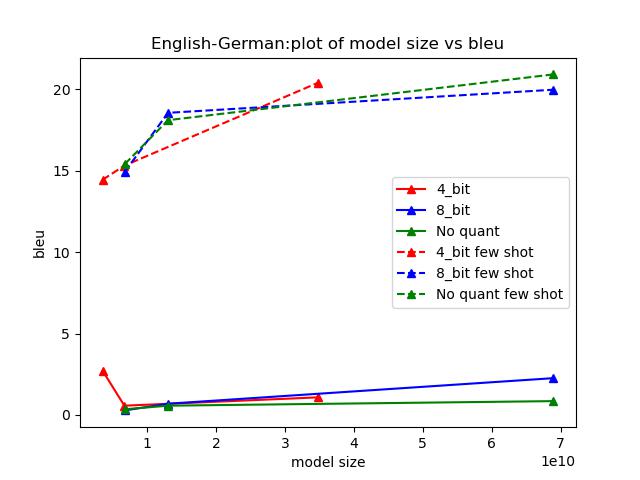 English-German:plot of model size vs bleu
20
15
10
5
0
bleu
4_bit
8_bit
No quant
4_bit few shot
8_bit few shot
No quant few shot
1 2 3 4 5 6 7
model size
1e10